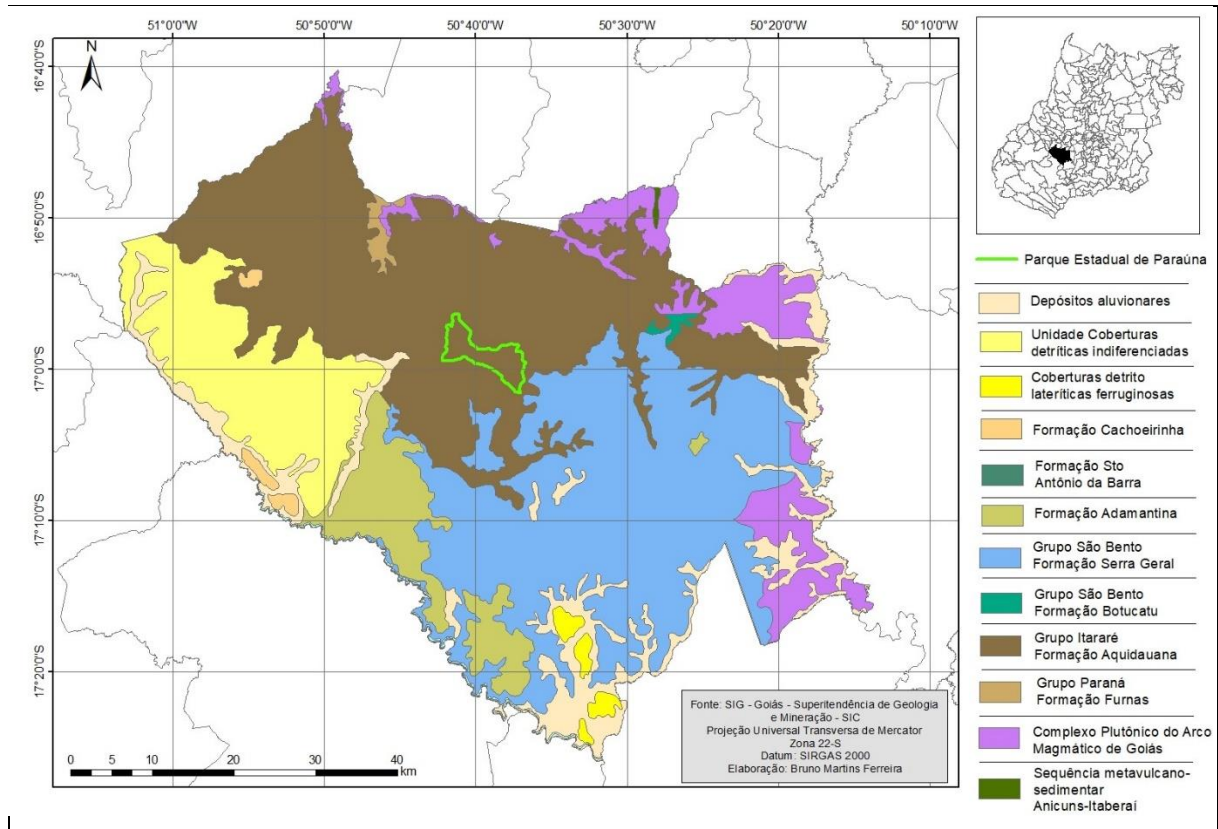 51°0'0"W
50°50'0"W
50°40'0"W
50°30'0"W
50°20'0"W
50°10'0"W
N
16°40'0"S
16°50'0"S
17°0'0"S
17°10'0"S
17°20'0"S
0 5 10 20 30 40
km
Fonte: SIG - Goiás - Superitendência de Geologia
e Mineração - SIC
Projeção Universal Transversa de Mercator
Zona 22-S
Datum: SIRGAS 2000
Elaboração: Bruno Martins Ferreira
Parque Estadual de Paraúna
Depósitos aluvionares
Unidade Coberturas
detríticas indiferenciadas
Coberturas detrito
lateríticas ferruginosas
Formação Cachoeirinha
Formação Sto
Antônio da Barra
Formação Adamantina
Grupo São Bento
Formação Serra Geral
Grupo São Bento
Formação Botucatu
Grupo Itararé
Formação Aquidauana
Grupo Paraná
Formação Furnas
Complexo Plutônico do Arco
Magmático de Goiás
Sequência metavulcano-
sedimentar
Anicuns-Itaberaí